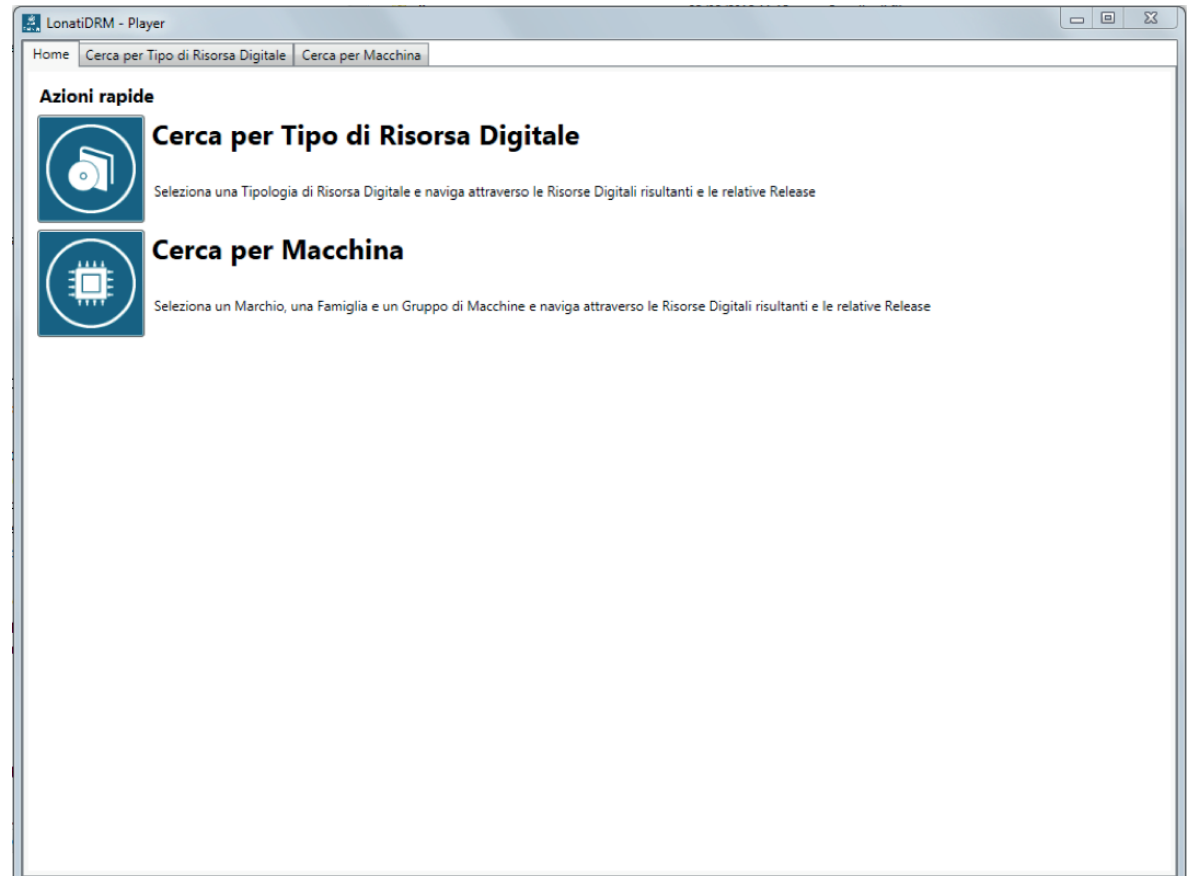 LonatiDRM - Player
Home Cerca per Tipo di Risorsa Digitale Cerca per Macchina
Azioni rapide
Cerca per Tipo di Risorsa Digitale
Seleziona una Tipologia di Risorsa Digitale e naviga attraverso le Risorse Digitali risultanti e le relative Release
Cerca per Macchina
Seleziona un Marchio, una Famiglia e un Gruppo di Macchine e naviga attraverso le Risorse Digitali risultanti e le relative Release